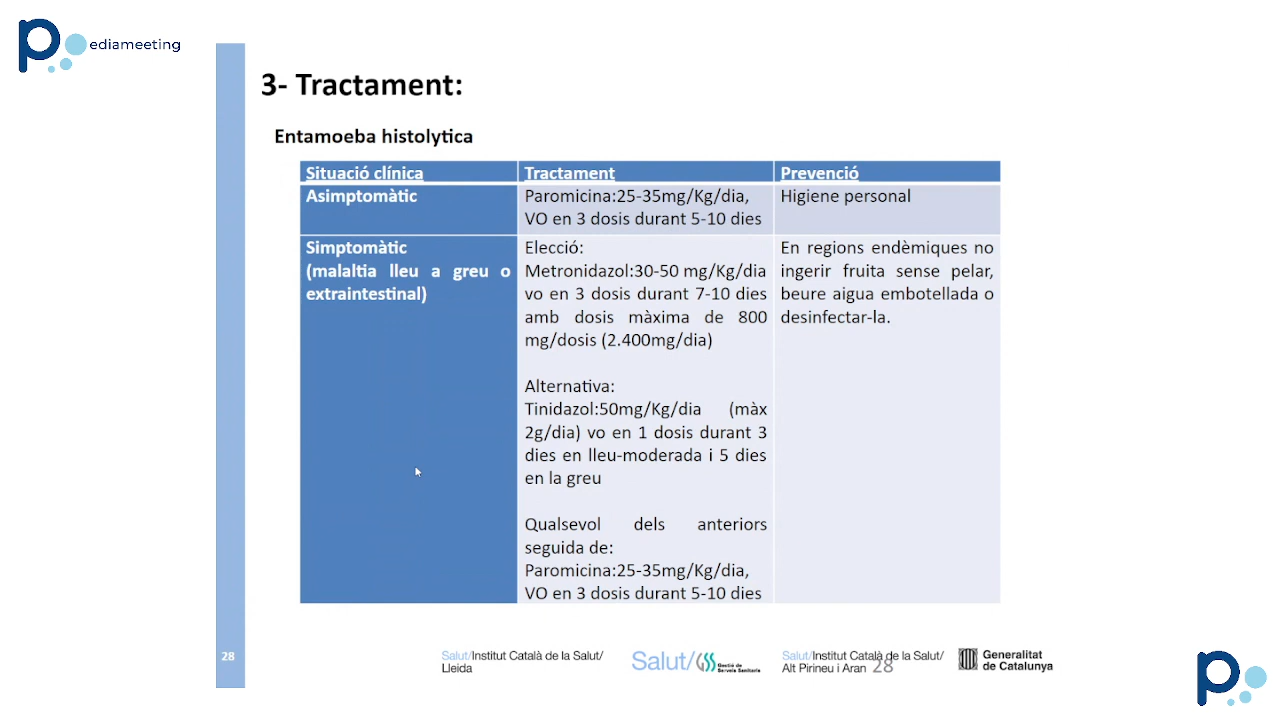 ediameeting
3- Tractament:
Entamoeba histolytica
Situació clínica
Tractament
Prevenció
Asimptomàtic
Paromicina:25-35mg/Kg/dia,
VO en 3 dosis durant 5-10 dies
Higiene personal
Simptomàtic
(malaltia lleu a greu o
extraintestinal)
Elecció:
Metronidazol:30-50 mg/Kg/dia
vo en 3 dosis durant 7-10 dies
amb dosis màxima de 800
mg/dosis (2.400mg/dia)
Alternativa:
Tinidazol:50mg/Kg/dia (màx
2g/dia) vo en 1 dosis durant 3
dies en lleu-moderada i 5 dies
en la greu
Qualsevol dels anteriors
seguida de:
Paromicina:25-35mg/Kg/dia,
VO en 3 dosis durant 5-10 dies
En regions endèmiques no
ingerir fruita sense pelar,
beure aigua embotellada o
desinfectar-la.
28
Salut/Institut Català de la Salut/
Lleida
Salut/
Gestió de
Serveis Sanitaris
Salut/Institut Català de la Salut/
Alt Pirineu i Aran
28
Generalitat
de Catalunya